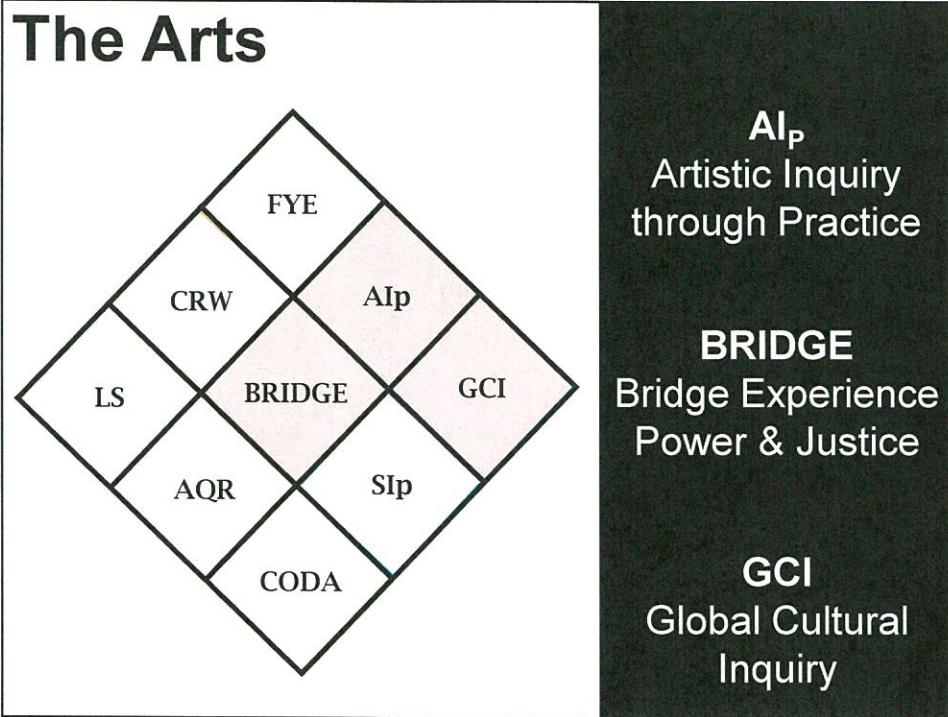 The Arts
FYE
CRW
AIp
LS
BRIDGE
GCI
AQR
SIp
CODA
AIP
Artistic Inquiry
through Practice
BRIDGE
Bridge Experience
Power & Justice
GCI
Global Cultural
Inquiry